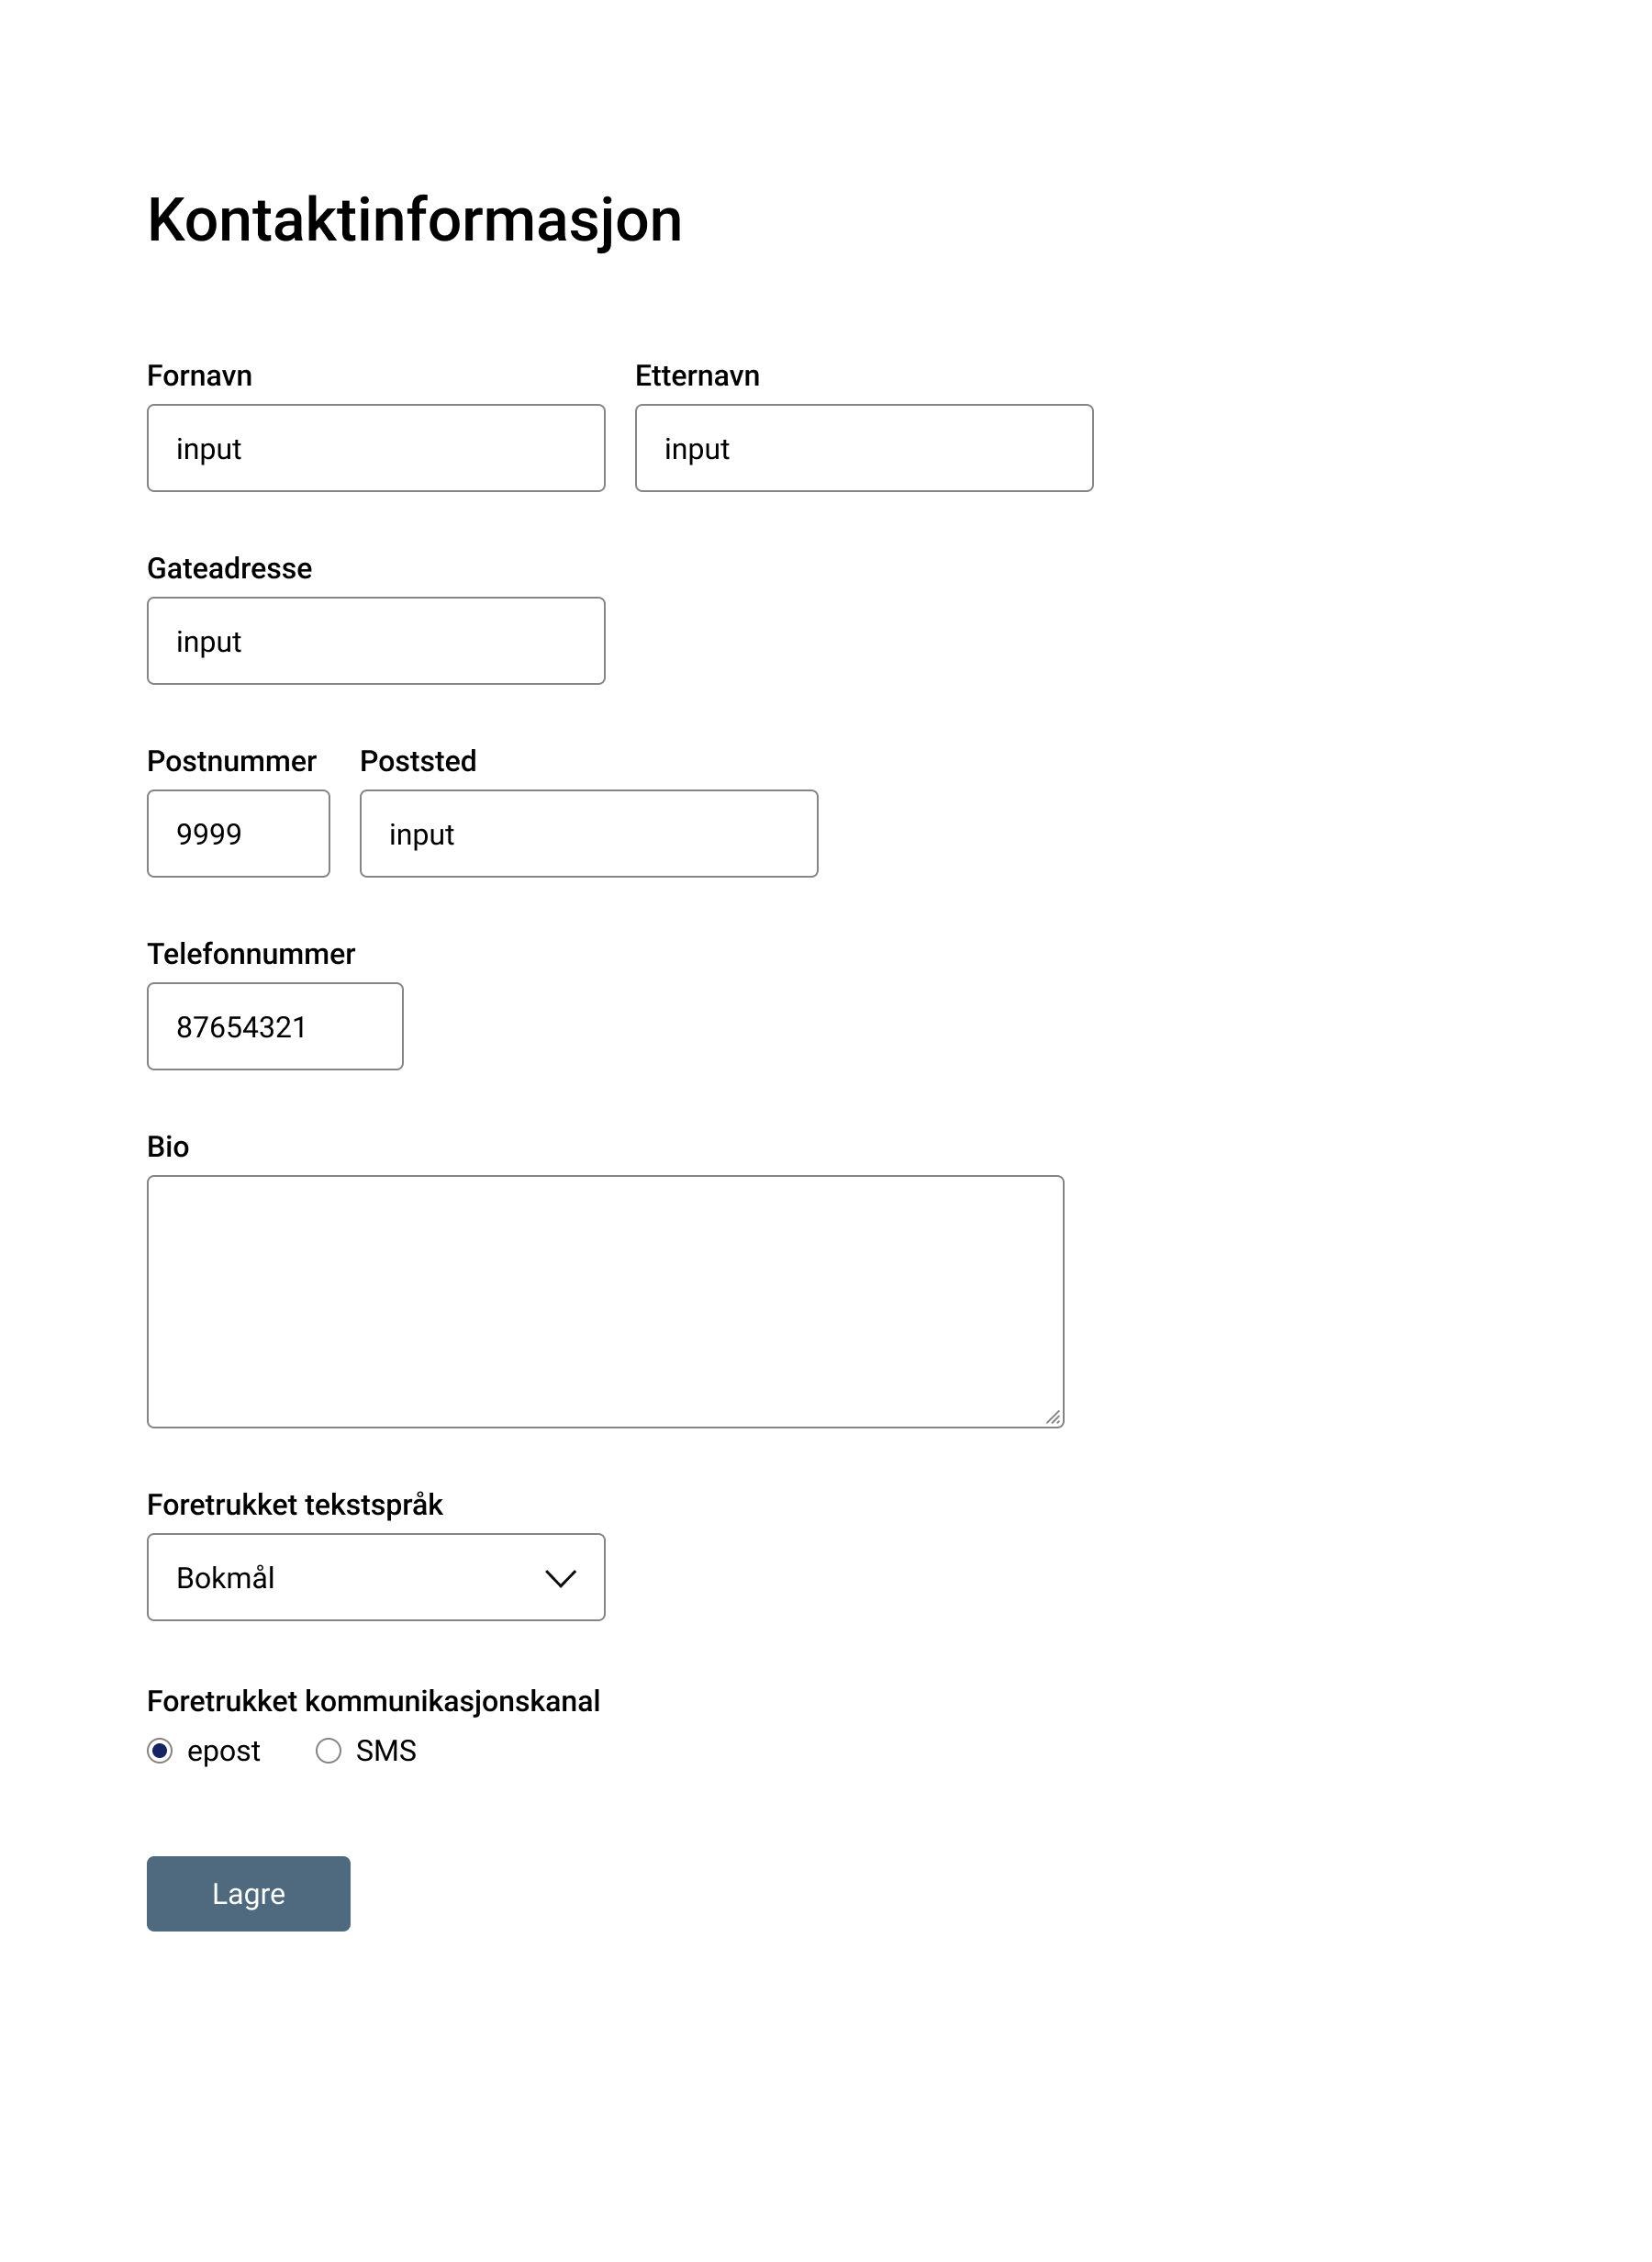 Kontaktinformasjon
Fornavn Etternavn
input input
Gateadresse
input
Postnummer Poststed
9999 input
Telefonnummer
87654321
Bio
Foretrukket tekstspråk
Bokmål
Foretrukket kommunikasjonskanal
epost SMS
Lagre